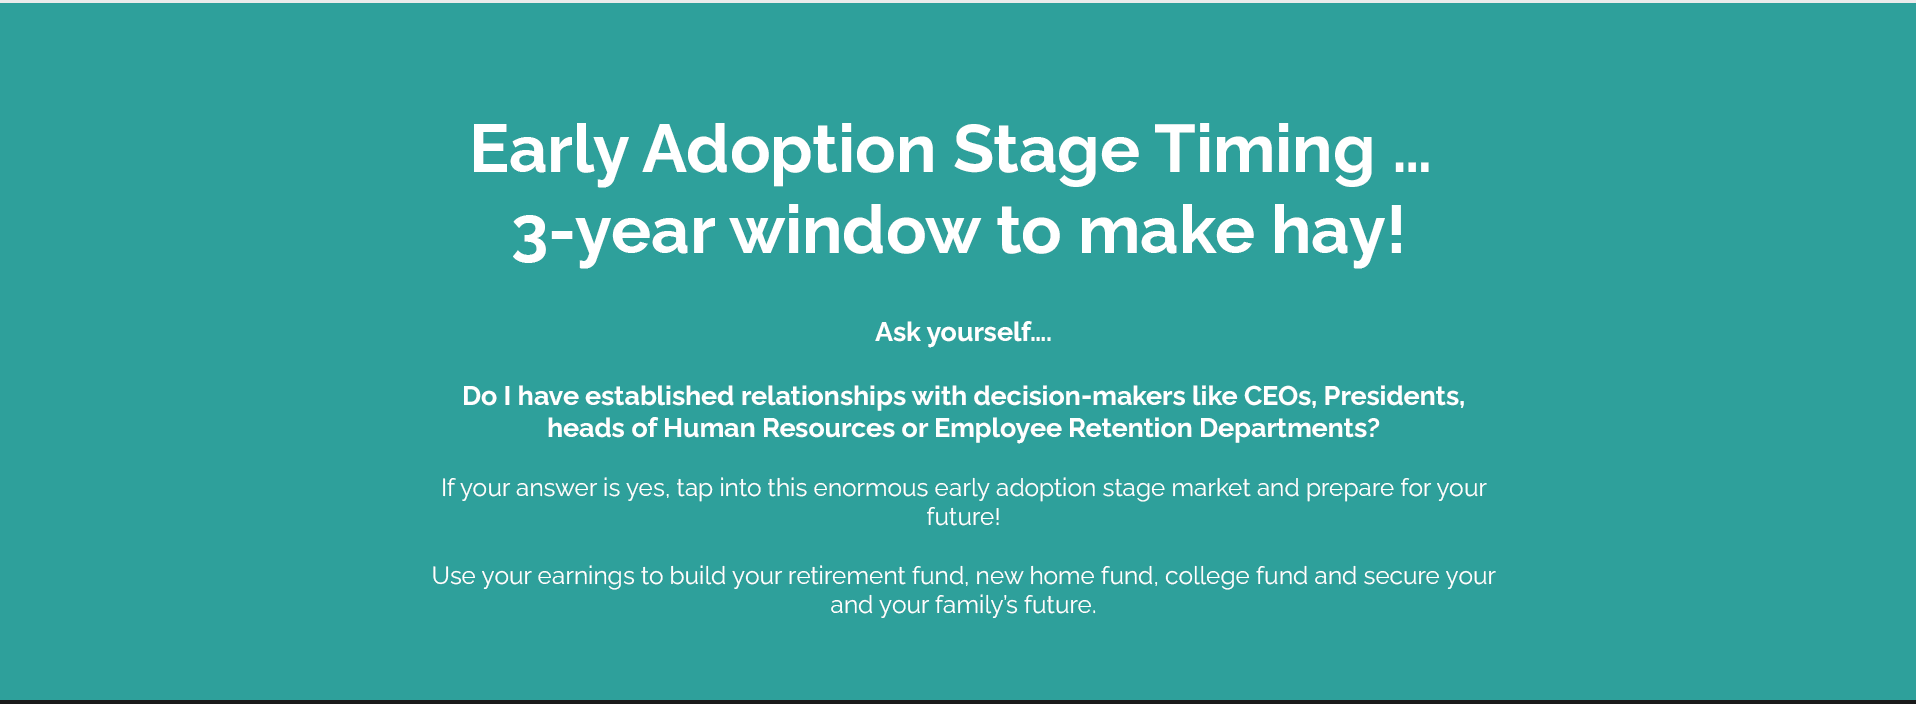 Early Adoption Stage Timing ...
3-year window to make hay!
Ask yourself....
Do I have established relationships with decision-makers like CEOs, Presidents,
heads of Human Resources or Employee Retention Departments?
If your answer is yes, tap into this enormous early adoption stage market and prepare for your
future!
Use your earnings to build your retirement fund, new home fund, college fund and secure your
and your family's future.